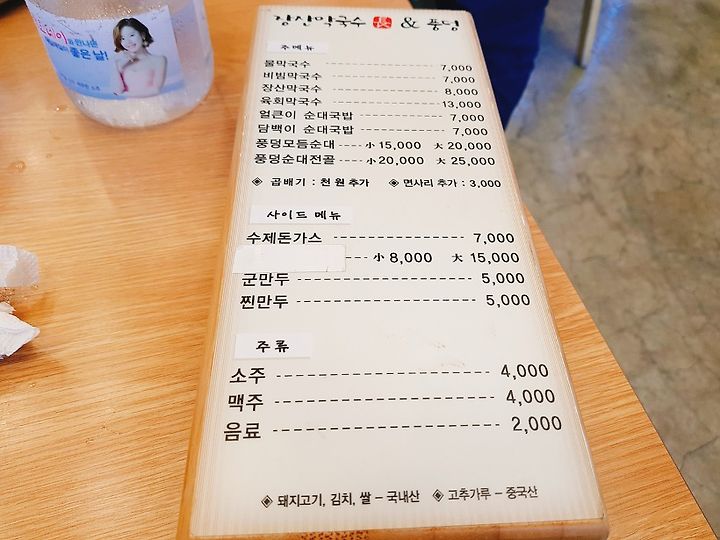 장산막국수 & 풍덩
주메뉴
물막국수 7,000
비빔막국수 7,000
장산막국수 8,000
육회막국수 13,000
얼큰이 순대국밥 7,000
담백이 순대국밥 7,000
풍덩모듬순대 小 15,000 大 20,000
풍덩순대전골 小 20,000 大 25,000
◈ 곱배기 : 천 원 추가 ◈ 면사리 추가 : 3,000
사이드 메뉴
수제돈가스 7,000
小 8,000 大 15,000
군만두 5,000
찐만두 5,000
주류
소주 4,000
맥주 4,000
음료 2,000
◈ 돼지고기, 김치, 쌀 – 국내산 ◈ 고추가루 – 중국산
좋은 날!